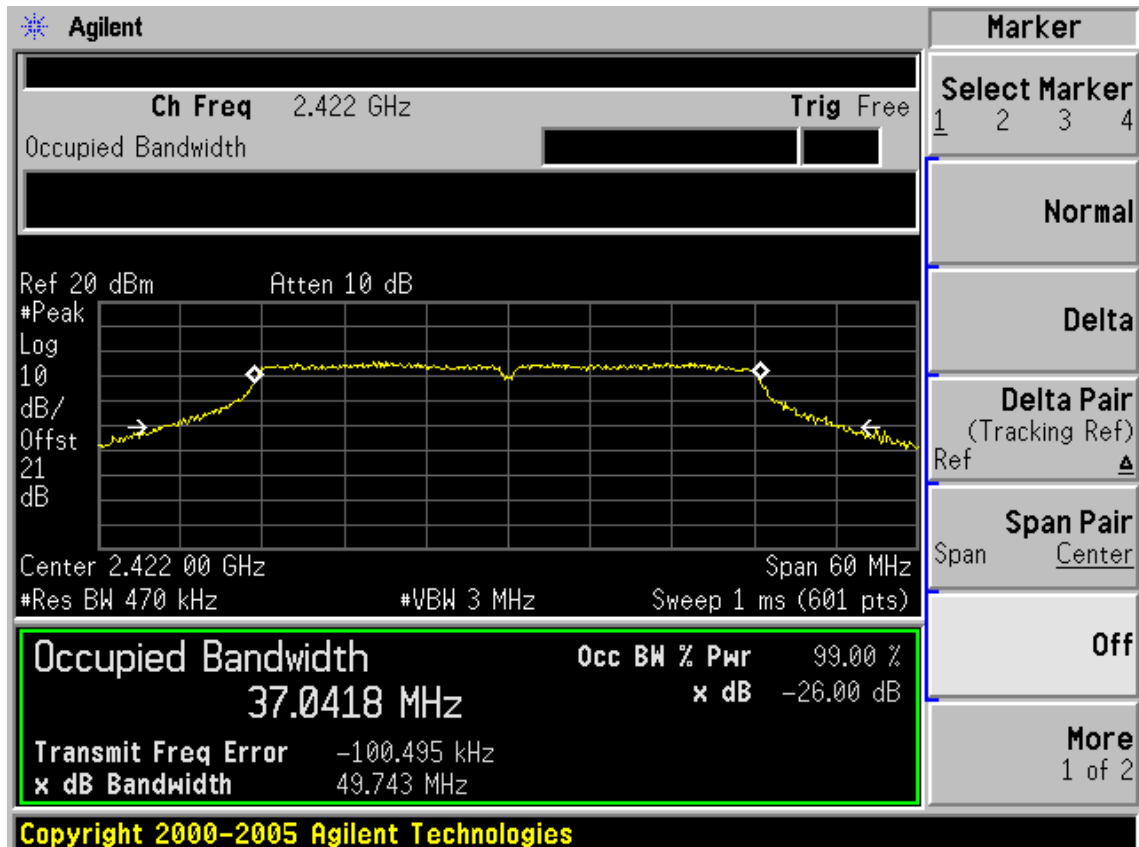 Agilent
Ch Freq 2.422 GHz Trig Free
Occupied Bandwidth
Ref 20 dBm Atten 10 dB
#Peak
Log
10
dB/
Offst
21
dB
Center 2.422 00 GHz Span 60 MHz
#Res BW 470 kHz #VBW 3 MHz Sweep 1 ms (601 pts)
Occupied Bandwidth Occ BW % Pwr 99.00 %
37.0418 MHz x dB -26.00 dB
Transmit Freq Error -100.495 kHz
x dB Bandwidth 49.743 MHz
Copyright 2000-2005 Agilent Technologies
Marker
Select Marker
1 2 3 4
Normal
Delta
Delta Pair
(Tracking Ref)
Ref Δ
Span Pair
Span Center
Off
More
1 of 2